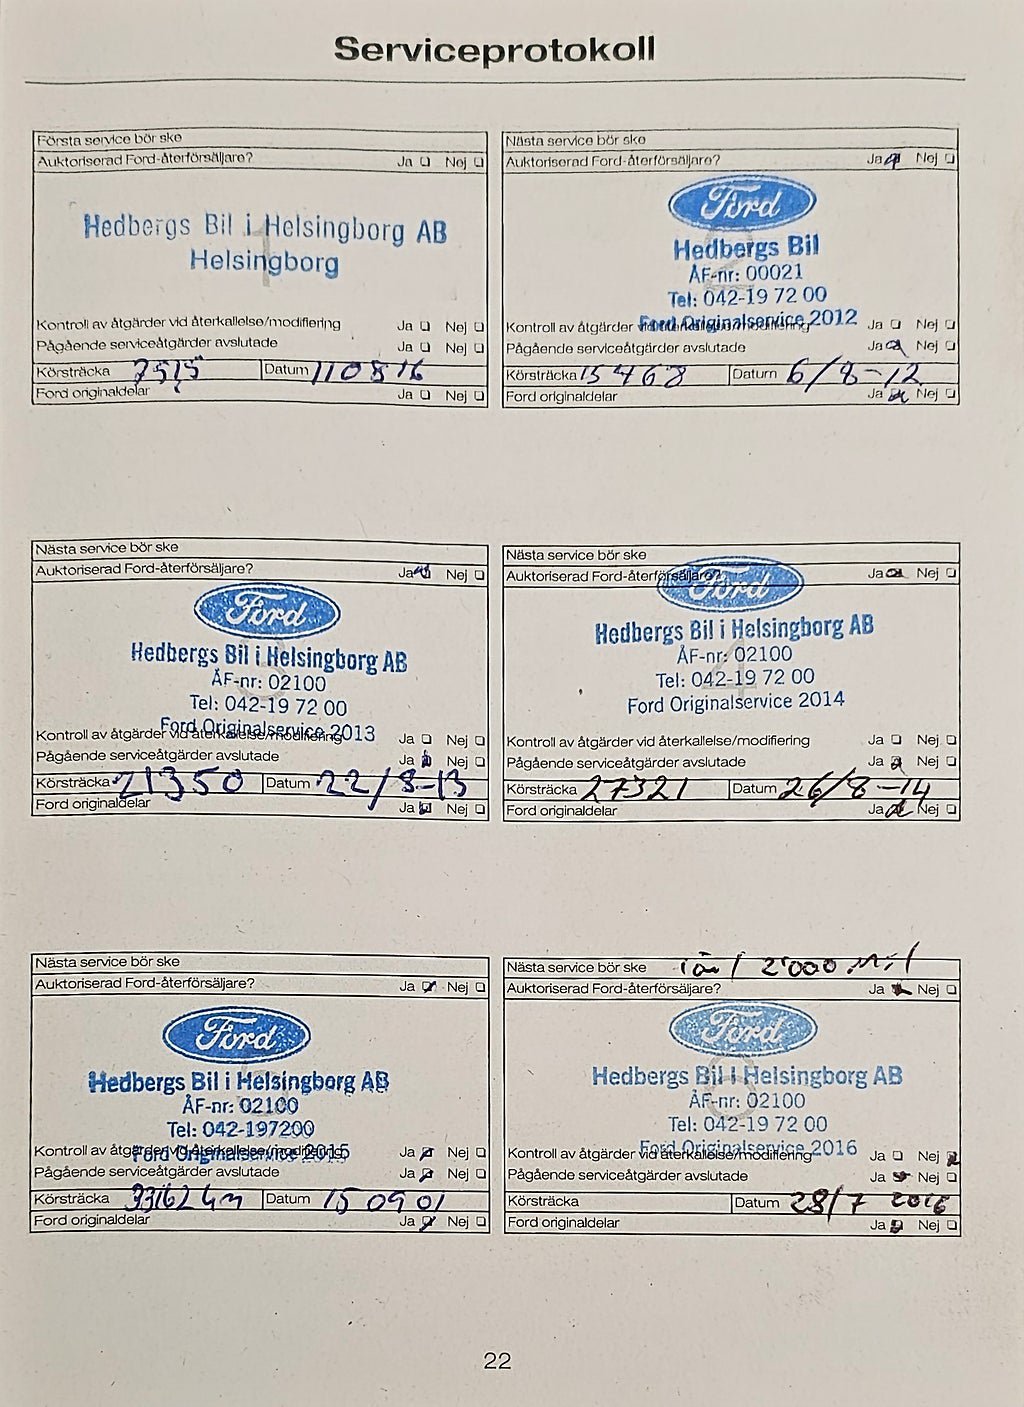 Serviceprotokoll
Första service bör ske
Auktoriserad Ford-återförsäljare? Ja Nej
1
Hedbergs Bil i Helsingborg AB
Helsingborg
Kontroll av åtgärder vid återkallelse/modifiering Ja Nej
Pågående serviceåtgärder avslutade Ja Nej
Körsträcka 7515 Datum 110816
Ford originaldelar Ja Nej
Nästa service bör ske
Auktoriserad Ford-återförsäljare? Ja Nej
Ford
2
Hedbergs Bil
ÅF-nr: 00021
Tel: 042-19 72 00
Ford Originalservice 2012
Kontroll av åtgärder vid återkallelse/modifiering Ja Nej
Pågående serviceåtgärder avslutade Ja Nej
Körsträcka 15468 Datum 6/8-12
Ford originaldelar Ja Nej
Nästa service bör ske
Auktoriserad Ford-återförsäljare? Ja Nej
Ford
3
Hedbergs Bil i Helsingborg AB
ÅF-nr: 02100
Tel: 042-19 72 00
Ford Originalservice 2013
Kontroll av åtgärder vid återkallelse/modifiering Ja Nej
Pågående serviceåtgärder avslutade Ja Nej
Körsträcka 21350 Datum 22/8-13
Ford originaldelar Ja Nej
Nästa service bör ske
Auktoriserad Ford-återförsäljare? Ja Nej
Ford
4
Hedbergs Bil i Helsingborg AB
ÅF-nr: 02100
Tel: 042-19 72 00
Ford Originalservice 2014
Kontroll av åtgärder vid återkallelse/modifiering Ja Nej
Pågående serviceåtgärder avslutade Ja Nej
Körsträcka 27321 Datum 26/8-14
Ford originaldelar Ja Nej
Nästa service bör ske
Auktoriserad Ford-återförsäljare? Ja Nej
Ford
Hedbergs Bil i Helsingborg AB
ÅF-nr: 02100
Tel: 042-197200
Ford Originalservice 2015
Kontroll av åtgärder vid återkallelse/modifiering Ja Nej
Pågående serviceåtgärder avslutade Ja Nej
Körsträcka Datum 150901
Ford originaldelar Ja Nej
Nästa service bör ske 1 år / 2000 Mil
Auktoriserad Ford-återförsäljare? Ja Nej
Ford
6
Hedbergs Bil i Helsingborg AB
ÅF-nr: 02100
Tel: 042-19 72 00
Ford Originalservice 2016
Kontroll av åtgärder vid återkallelse/modifiering Ja Nej
Pågående serviceåtgärder avslutade Ja Nej
Körsträcka Datum 28/7 2016
Ford originaldelar Ja Nej
22